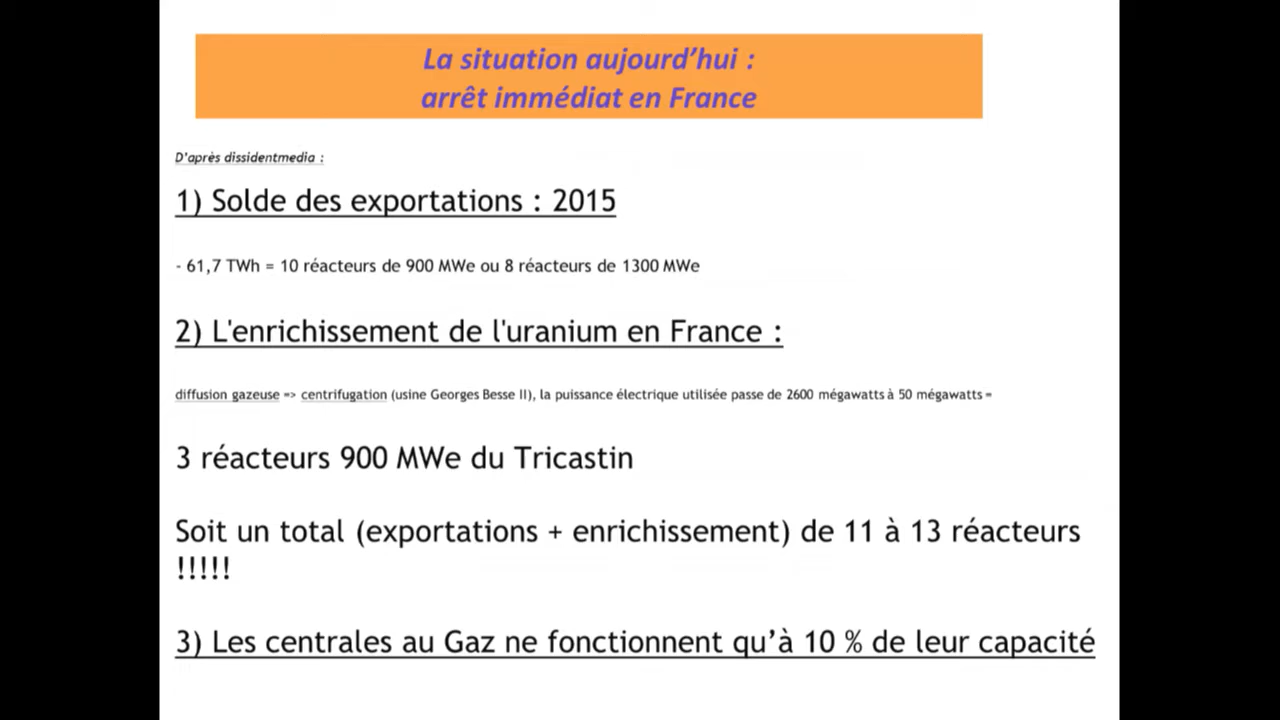 La situation aujourd’hui :
arrêt immédiat en France
D’après dissidentmedia :
1) Solde des exportations : 2015
- 61,7 TWh = 10 réacteurs de 900 MWe ou 8 réacteurs de 1300 MWe
2) L'enrichissement de l'uranium en France :
diffusion gazeuse => centrifugation (usine Georges Besse II), la puissance électrique utilisée passe de 2600 mégawatts à 50 mégawatts =
3 réacteurs 900 MWe du Tricastin
Soit un total (exportations + enrichissement) de 11 à 13 réacteurs
!!!!!
3) Les centrales au Gaz ne fonctionnent qu’à 10 % de leur capacité